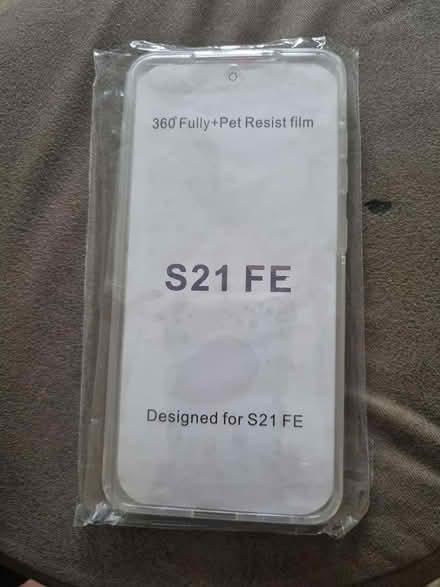 360°Fully+Pet Resist film
S21 FE
Designed for S21 FE